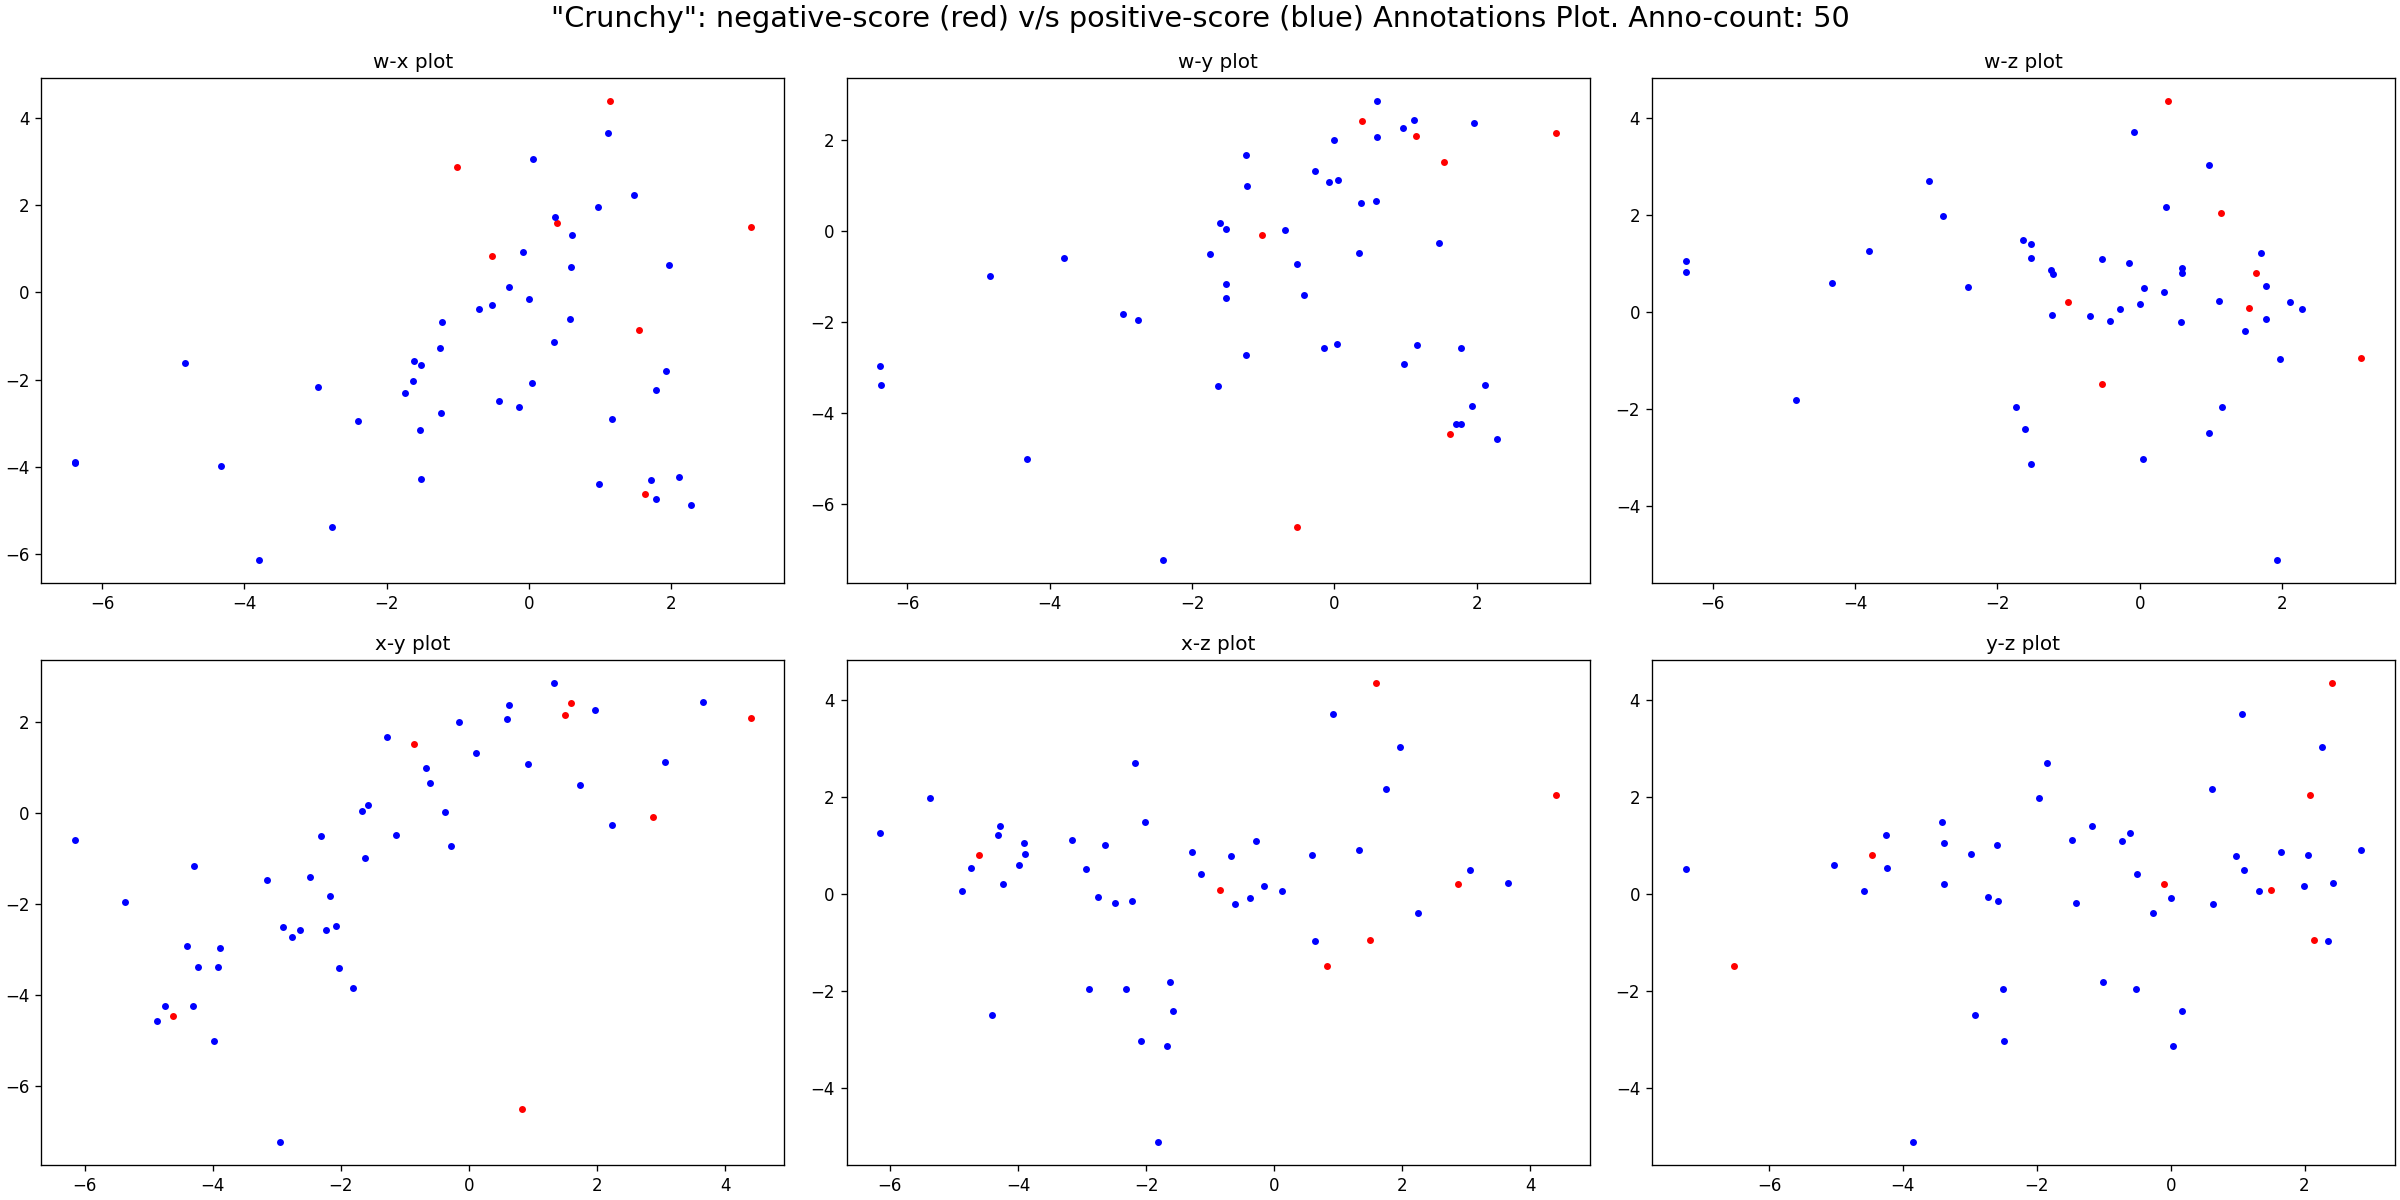 "Crunchy": negative-score (red) v/s positive-score (blue) Annotations Plot. Anno-count: 50
w-x plot
w-y plot
w-z plot
4
2
0
−2
−4
−6
−6 −4 −2 0 2
2
0
−2
−4
−6
−6 −4 −2 0 2
4
2
0
−2
−4
−6 −4 −2 0 2
x-y plot
x-z plot
y-z plot
2
0
−2
−4
−6
−6 −4 −2 0 2 4
4
2
0
−2
−4
−6 −4 −2 0 2 4
4
2
0
−2
−4
−6 −4 −2 0 2